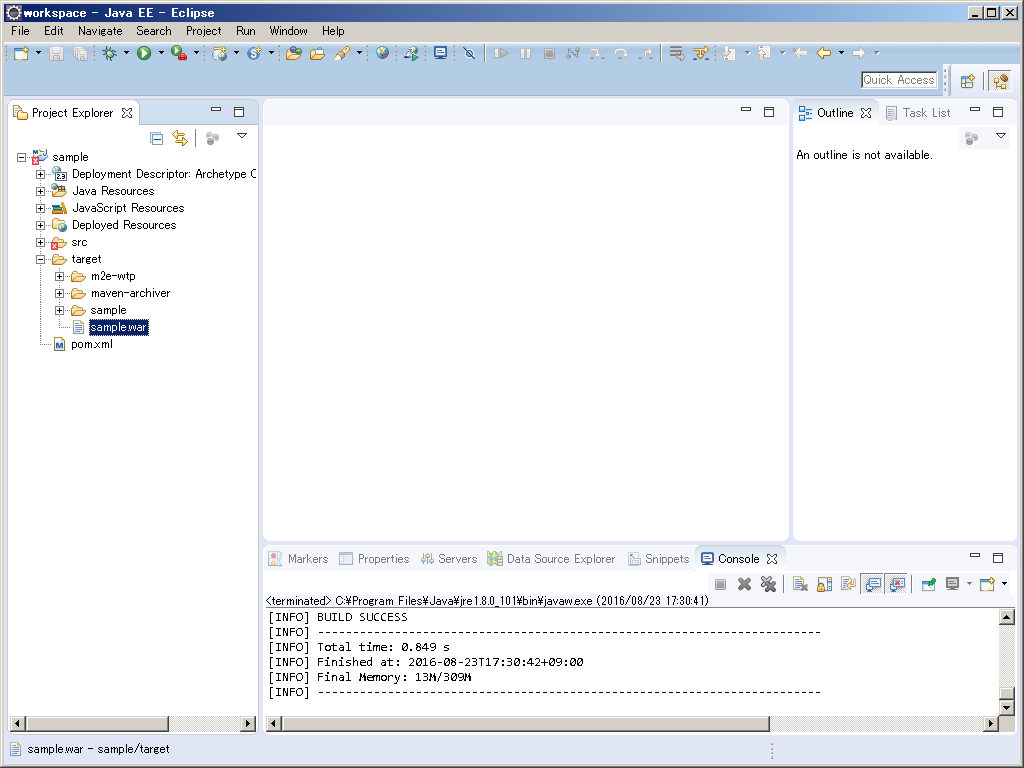 workspace - Java EE - Eclipse
File Edit Navigate Search Project Run Window Help
Quick Access
Project Explorer
sample
2.3 Deployment Descriptor: Archetype C
Java Resources
JavaScript Resources
Deployed Resources
src
target
m2e-wtp
maven-archiver
sample
sample.war
M pom.xml
Outline Task List
An outline is not available.
Markers Properties Servers Data Source Explorer Snippets Console
<terminated> C:¥Program Files¥Java¥jre1.8.0_101¥bin¥javaw.exe (2016/08/23 17:30:41)
[INFO] BUILD SUCCESS
[INFO] ------------------------------------------------------------------------
[INFO] Total time: 0.849 s
[INFO] Finished at: 2016-08-23T17:30:42+09:00
[INFO] Final Memory: 13M/309M
[INFO] ------------------------------------------------------------------------
sample.war - sample/target